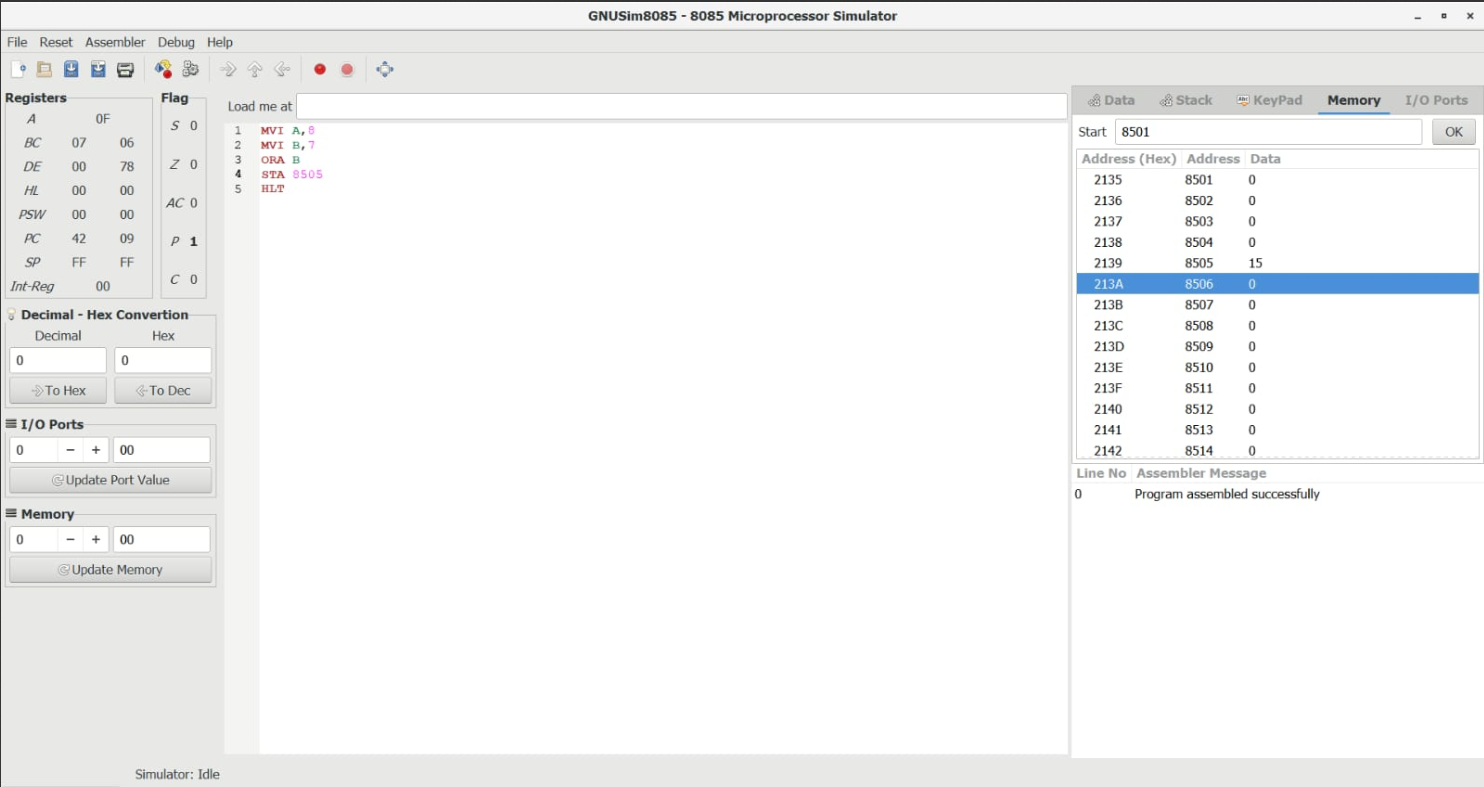 GNUSim8085 - 8085 Microprocessor Simulator
File Reset Assembler Debug Help
Registers
A 0F
BC 07 06
DE 00 78
HL 00 00
PSW 00 00
PC 42 09
SP FF FF
Int-Reg 00
Flag
S 0
Z 0
AC 0
P 1
C 0
Decimal - Hex Convertion
Decimal Hex
0 0
To Hex To Dec
I/O Ports
0 − + 00
Update Port Value
Memory
0 − + 00
Update Memory
Load me at
1 MVI A,8
2 MVI B,7
3 ORA B
4 STA 8505
5 HLT
Data Stack KeyPad Memory I/O Ports
Start 8501 OK
Address (Hex) Address Data
2135 8501 0
2136 8502 0
2137 8503 0
2138 8504 0
2139 8505 15
213A 8506 0
213B 8507 0
213C 8508 0
213D 8509 0
213E 8510 0
213F 8511 0
2140 8512 0
2141 8513 0
2142 8514 0
Line No Assembler Message
0 Program assembled successfully
Simulator: Idle